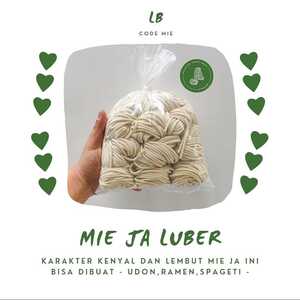 LB
CODE MIE
MIE JA LUBER
KARAKTER KENYAL DAN LEMBUT MIE JA INI
BISA DIBUAT - UDON,RAMEN,SPAGETI -